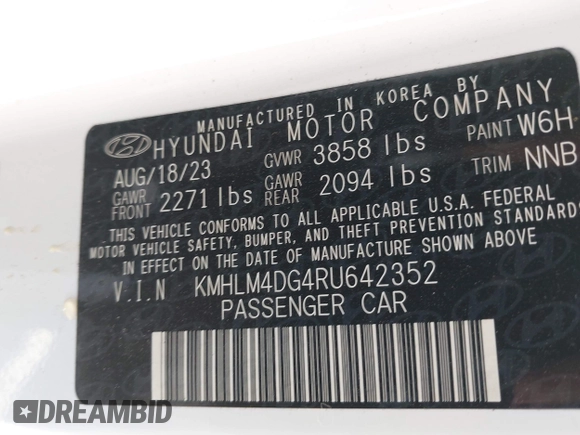 MANUFACTURED IN KOREA BY
HYUNDAI MOTOR COMPANY
AUG/18/23 GVWR 3858 lbs PAINT W6H
GAWR FRONT 2271 lbs GAWR REAR 2094 lbs TRIM NNB
THIS VEHICLE CONFORMS TO ALL APPLICABLE U.S.A. FEDERAL
MOTOR VEHICLE SAFETY, BUMPER, AND THEFT PREVENTION STANDARDS
IN EFFECT ON THE DATE OF MANUFACTURE SHOWN ABOVE
V.I.N KMHLM4DG4RU642352
PASSENGER CAR
DREAMBID